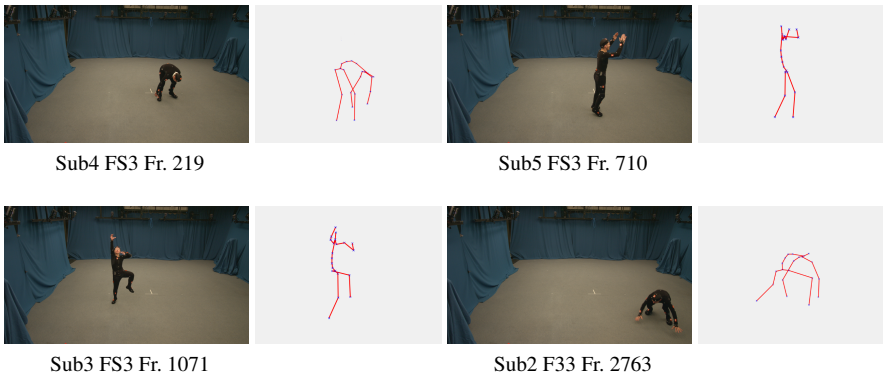 Sub4 FS3 Fr. 219
Sub5 FS3 Fr. 710
Sub3 FS3 Fr. 1071
Sub2 F33 Fr. 2763